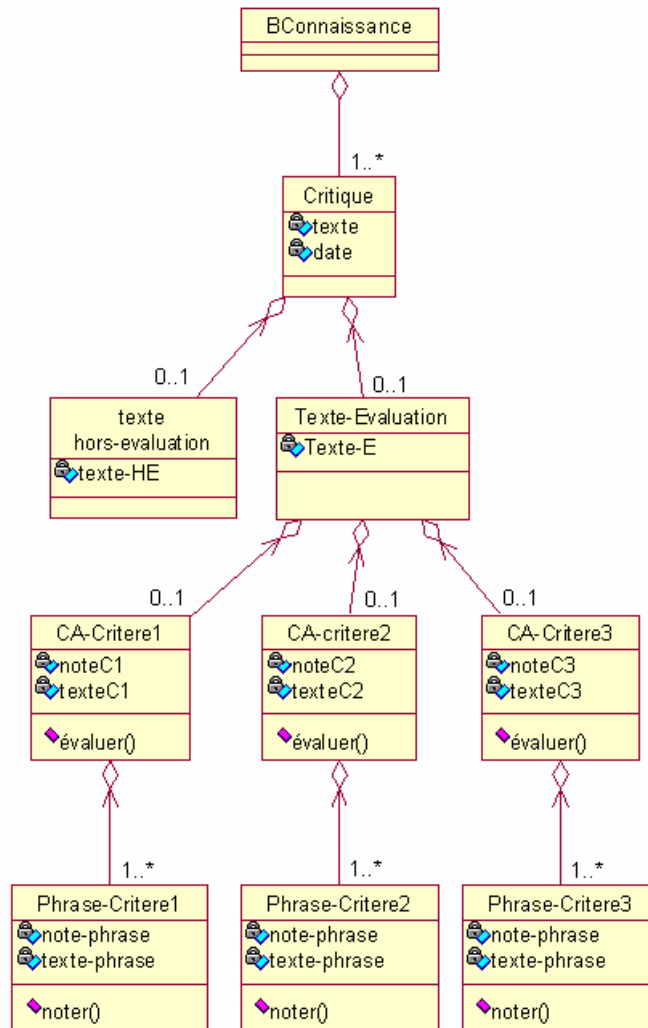 BConnaissance
1..*
Critique
texte
date
0..1
0..1
texte
hors-evaluation
texte-HE
Texte-Evaluation
Texte-E
0..1
0..1
0..1
CA-Critere1
noteC1
texteC1
évaluer()
CA-critere2
noteC2
texteC2
évaluer()
CA-Critere3
noteC3
texteC3
évaluer()
1..*
1..*
1..*
Phrase-Critere1
note-phrase
texte-phrase
noter()
Phrase-Critere2
note-phrase
texte-phrase
noter()
Phrase-Critere3
note-phrase
texte-phrase
noter()